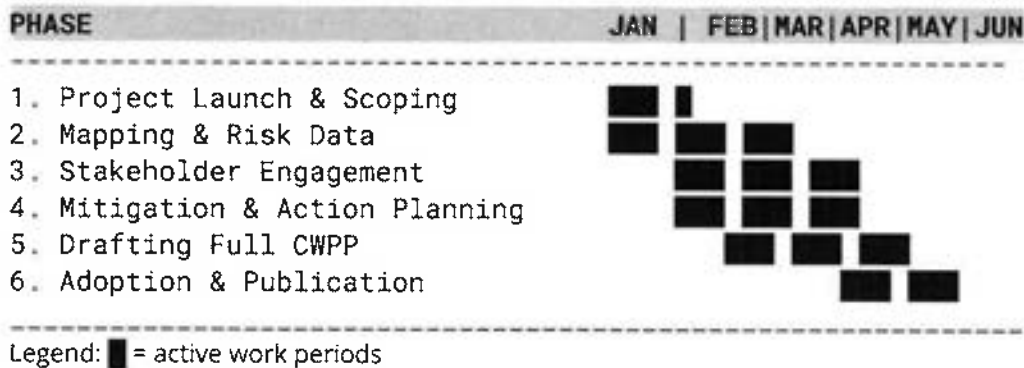 PHASE JAN | FEB|MAR|APR|MAY|JUN
1. Project Launch & Scoping
2. Mapping & Risk Data
3. Stakeholder Engagement
4. Mitigation & Action Planning
5. Drafting Full CWPP
6. Adoption & Publication
Legend: █ = active work periods